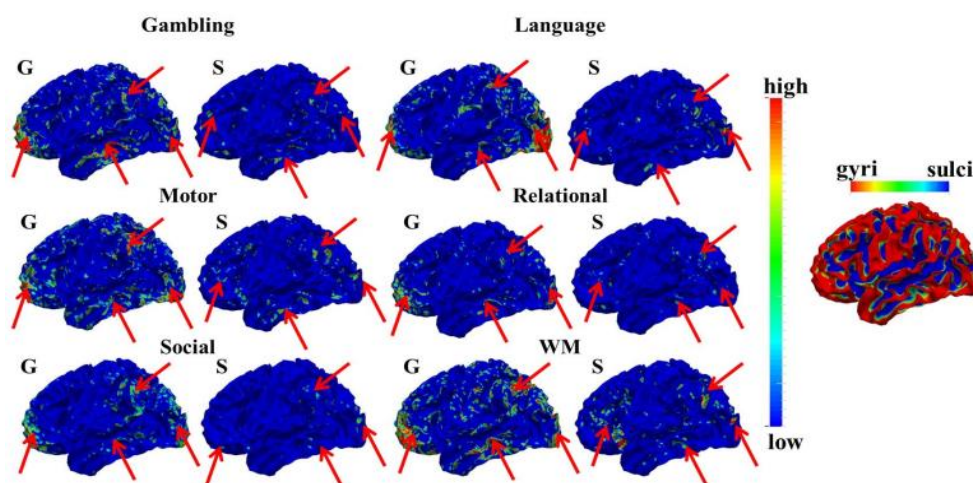 Gambling Language
G S G S
high
gyri sulci
Motor Relational
G S G S
Social WM
G S G S
low